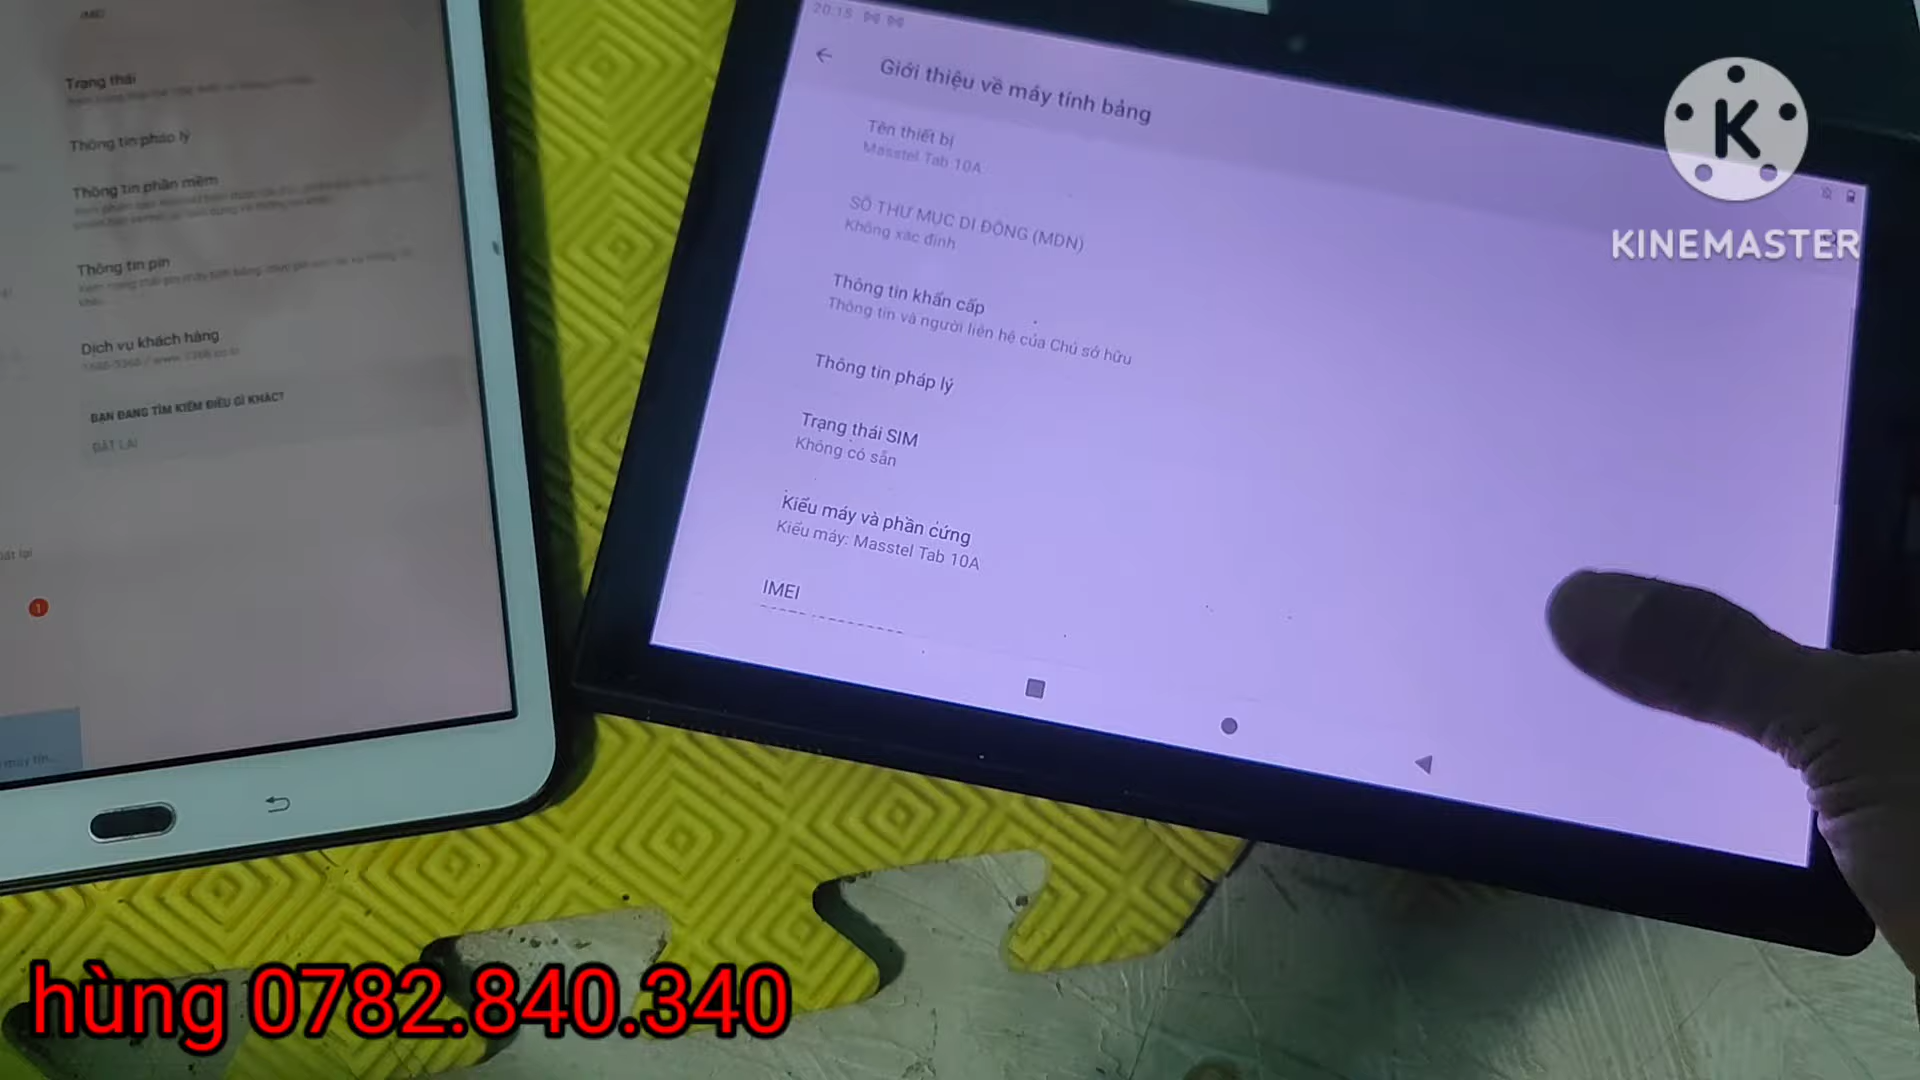 IMEI
Trạng thái
Thông tin pháp lý
Thông tin phần mềm
Thông tin pin
Dịch vụ khách hàng
BẠN ĐANG TÌM KIẾM ĐIỀU GÌ KHÁC?
ĐẶT LẠI
1
20:15
Giới thiệu về máy tính bảng
Tên thiết bị
Masstel Tab 10A
SỐ THƯ MỤC DI ĐỘNG (MDN)
Không xác định
Thông tin khẩn cấp
Thông tin và người liên hệ của Chủ sở hữu
Thông tin pháp lý
Trạng thái SIM
Không có sẵn
Kiểu máy và phần cứng
Kiểu máy: Masstel Tab 10A
IMEI
K
KINEMASTER
hùng 0782.840.340